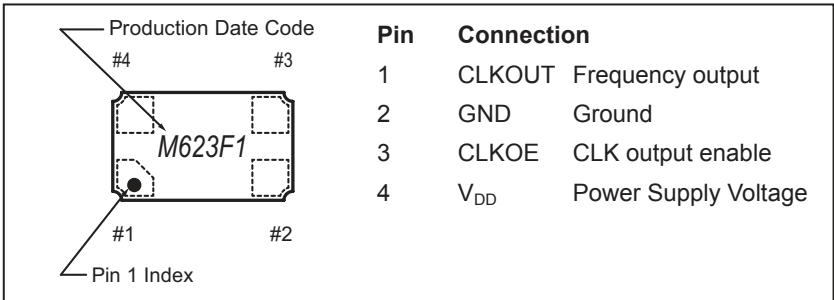 Production Date Code
#4 #3
M623F1
#1 #2
Pin 1 Index
Pin Connection
1 CLKOUT Frequency output
2 GND Ground
3 CLKOE CLK output enable
4 VDD Power Supply Voltage